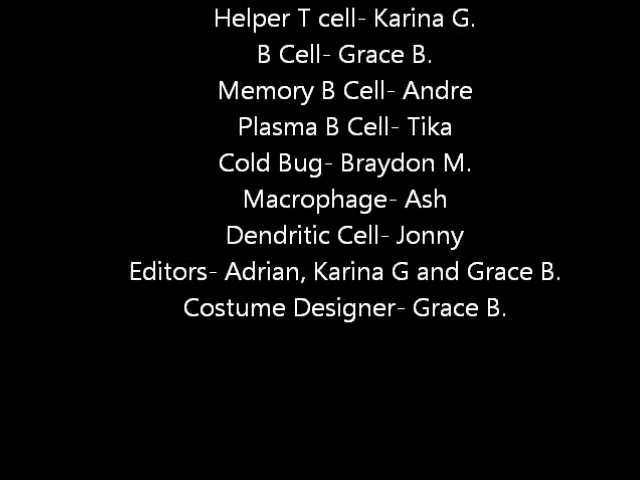 Helper T cell- Karina G.
B Cell- Grace B.
Memory B Cell- Andre
Plasma B Cell- Tika
Cold Bug- Braydon M.
Macrophage- Ash
Dendritic Cell- Jonny
Editors- Adrian, Karina G and Grace B.
Costume Designer- Grace B.